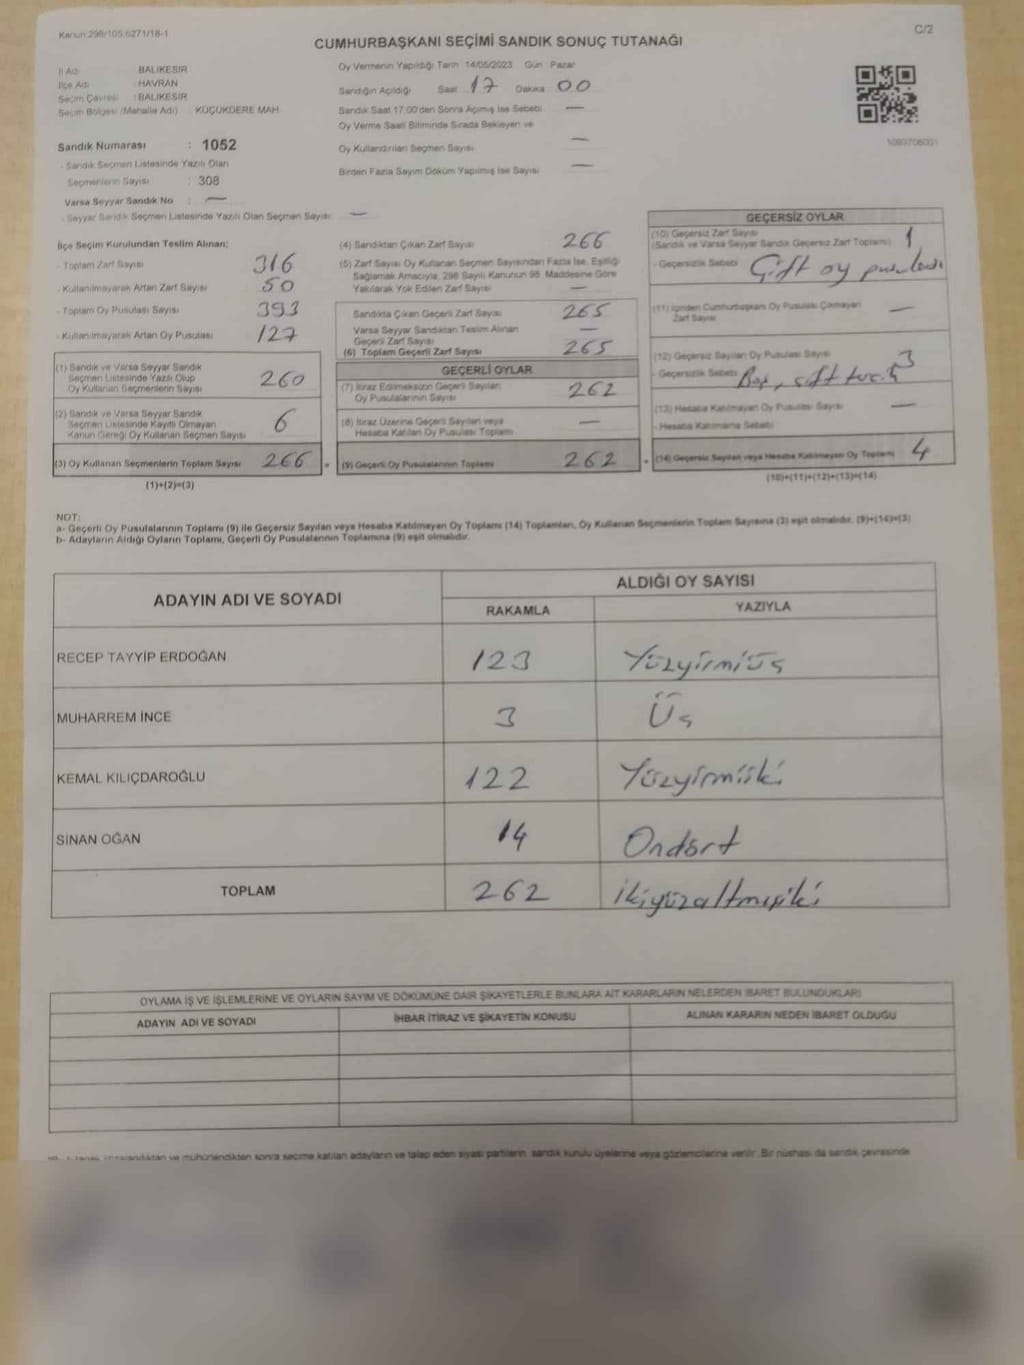 Kanun:298/105,6271/18-1
C/2
CUMHURBAŞKANI SEÇİMİ SANDIK SONUÇ TUTANAĞI
İl Adı : BALIKESİR
İlçe Adı : HAVRAN
Seçim Çevresi : BALIKESİR
Seçim Bölgesi (Mahalle Adı) : KÜÇÜKDERE MAH.
Sandık Numarası : 1052
- Sandık Seçmen Listesinde Yazılı Olan
Seçmenlerin Sayısı : 308
Varsa Seyyar Sandık No : —
- Seyyar Sandık Seçmen Listesinde Yazılı Olan Seçmen Sayısı: —
Oy Vermenin Yapıldığı Tarih 14/05/2023 Gün : Pazar
Sandığın Açıldığı Saat 17 Dakika 00
Sandık Saat 17:00'den Sonra Açılmış İse Sebebi —
Oy Verme Saati Bitiminde Sırada Bekleyen ve
Oy Kullandırılan Seçmen Sayısı —
Birden Fazla Sayım Döküm Yapılmış İse Sayısı —
İlçe Seçim Kurulundan Teslim Alınan;
- Toplam Zarf Sayısı 316
- Kullanılmayarak Artan Zarf Sayısı 50
- Toplam Oy Pusulası Sayısı 393
- Kullanılmayarak Artan Oy Pusulası 127
(1) Sandık ve Varsa Seyyar Sandık
Seçmen Listesinde Yazılı Olup
Oy Kullanan Seçmenlerin Sayısı 260
(2) Sandık ve Varsa Seyyar Sandık
Seçmen Listesinde Kayıtlı Olmayan
Kanun Gereği Oy Kullanan Seçmen Sayısı 6
(3) Oy Kullanan Seçmenlerin Toplam Sayısı 266
(1)+(2)=(3)
(4) Sandıktan Çıkan Zarf Sayısı 266
(5) Zarf Sayısı Oy Kullanan Seçmen Sayısından Fazla İse, Eşitliği
Sağlamak Amacıyla, 298 Sayılı Kanunun 98. Maddesine Göre
Yakılarak Yok Edilen Zarf Sayısı —
Sandıkta Çıkan Geçerli Zarf Sayısı 265
Varsa Seyyar Sandıktan Teslim Alınan
Geçerli Zarf Sayısı —
(6) Toplam Geçerli Zarf Sayısı 265
GEÇERLİ OYLAR
(7) İtiraz Edilmeksizin Geçerli Sayılan
Oy Pusulalarının Sayısı 262
(8) İtiraz Üzerine Geçerli Sayılan veya
Hesaba Katılan Oy Pusulası Toplamı —
= (9) Geçerli Oy Pusulalarının Toplamı 262
GEÇERSİZ OYLAR
(10) Geçersiz Zarf Sayısı
(Sandık ve Varsa Seyyar Sandık Geçersiz Zarf Toplamı) 1
- Geçersizlik Sebebi Çift oy pusulası
(11) İçinden Cumhurbaşkanı Oy Pusulası Çıkmayan
Zarf Sayısı —
(12) Geçersiz Sayılan Oy Pusulası Sayısı 3
- Geçersizlik Sebebi Boş, çift tercih
(13) Hesaba Katılmayan Oy Pusulası Sayısı —
- Hesaba Katılmama Sebebi
+ (14) Geçersiz Sayılan veya Hesaba Katılmayan Oy Toplamı 4
(10)+(11)+(12)+(13)=(14)
NOT:
a- Geçerli Oy Pusulalarının Toplamı (9) ile Geçersiz Sayılan veya Hesaba Katılmayan Oy Toplamı (14) Toplamları, Oy Kullanan Seçmenlerin Toplam Sayısına (3) eşit olmalıdır. (9)+(14)=(3)
b- Adayların Aldığı Oyların Toplamı, Geçerli Oy Pusulalarının Toplamına (9) eşit olmalıdır.
ADAYIN ADI VE SOYADI ALDIĞI OY SAYISI
RAKAMLA YAZIYLA
RECEP TAYYİP ERDOĞAN 123 Yüzyirmiüç
MUHARREM İNCE 3 Üç
KEMAL KILIÇDAROĞLU 122 Yüzyirmiiki
SİNAN OĞAN 14 Ondört
TOPLAM 262 ikiyüzaltmışiki
OYLAMA İŞ VE İŞLEMLERİNE VE OYLARIN SAYIM VE DÖKÜMÜNE DAİR ŞİKAYETLERLE BUNLARA AİT KARARLARIN NELERDEN İBARET BULUNDUKLARI
ADAYIN ADI VE SOYADI İHBAR İTİRAZ VE ŞİKAYETİN KONUSU ALINAN KARARIN NEDEN İBARET OLDUĞU
imzalandıktan ve mühürlendikten sonra seçime katılan adayların ve talep eden siyasi partilerin sandık kurulu üyelerine veya gözlemcilerine verilir. Bir nüshası da sandık çevresinde